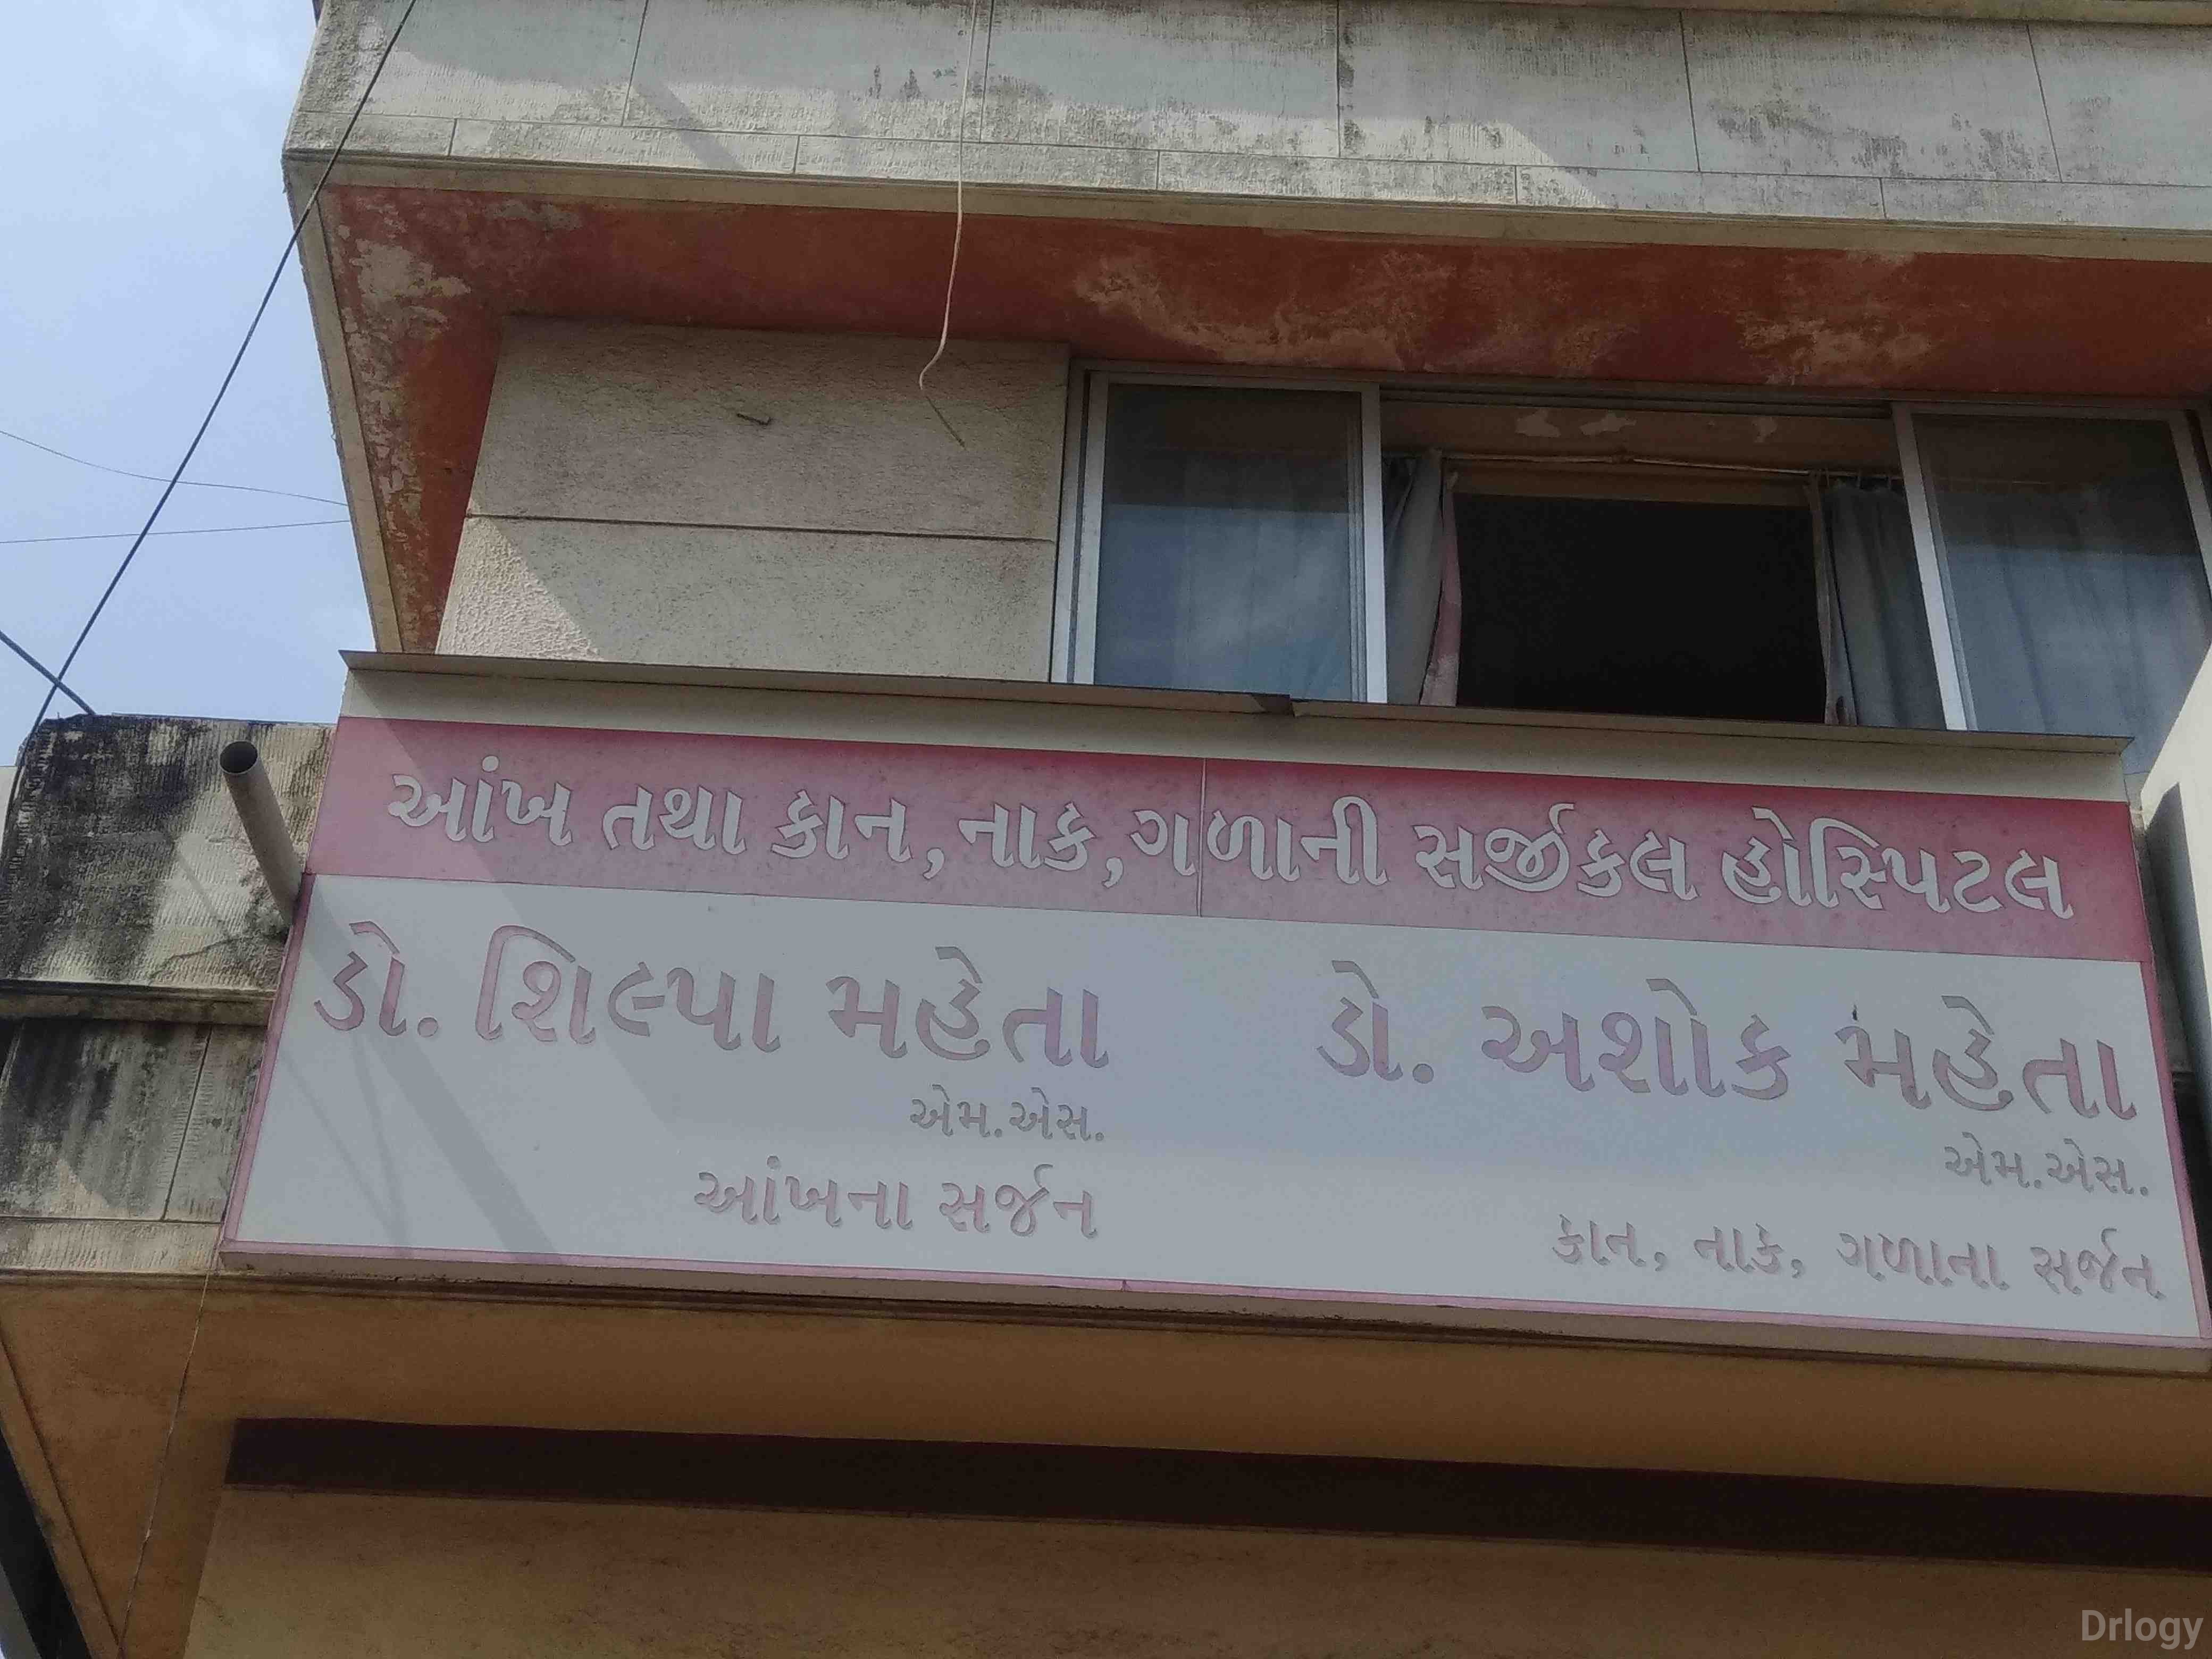 આંખ તથા કાન, નાક, ગળાની સર્જીકલ હોસ્પિટલ
ડો. શિલ્પા મહેતા
એમ.એસ.
આંખના સર્જન
ડો. અશોક મહેતા
એમ.એસ.
કાન, નાક, ગળાના સર્જન
Drlogy